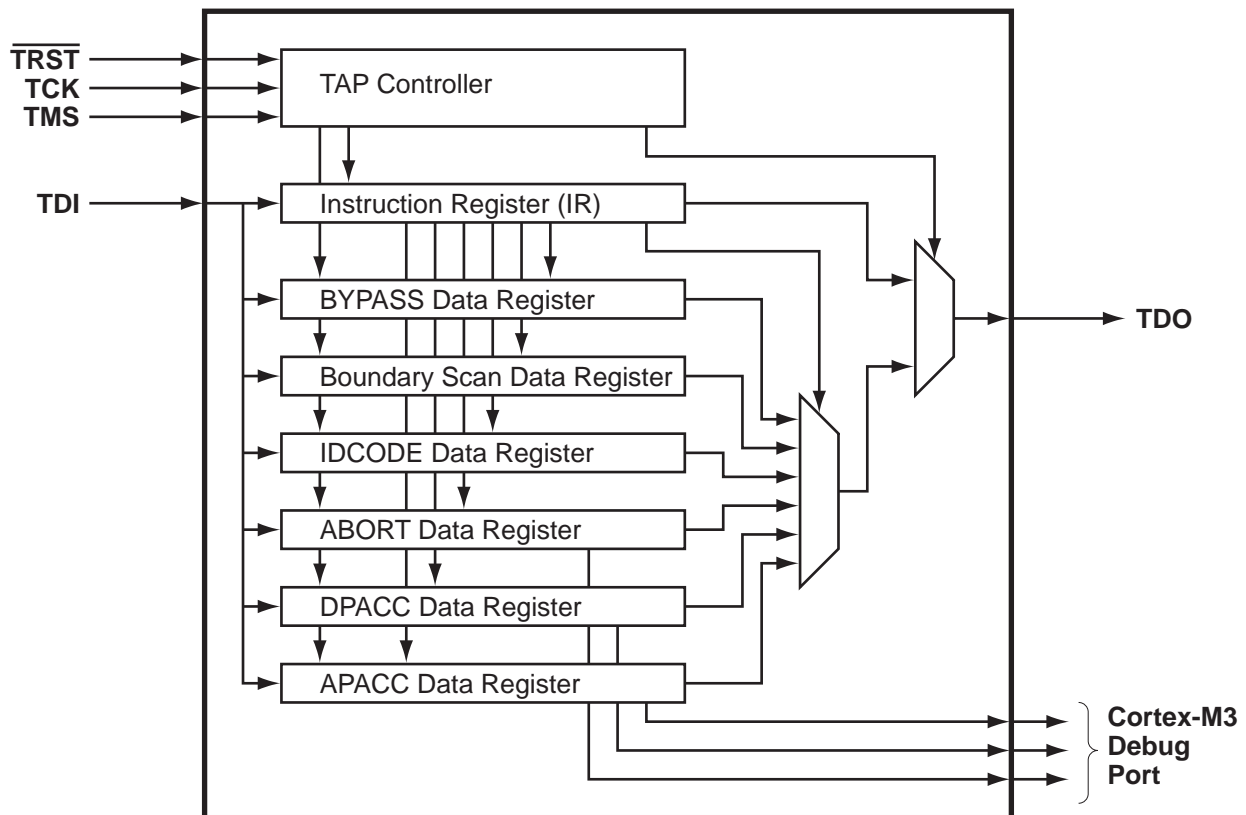 TRST
TCK
TMS
TAP Controller
TDI
Instruction Register (IR)
BYPASS Data Register
TDO
Boundary Scan Data Register
IDCODE Data Register
ABORT Data Register
DPACC Data Register
APACC Data Register
Cortex-M3
Debug
Port